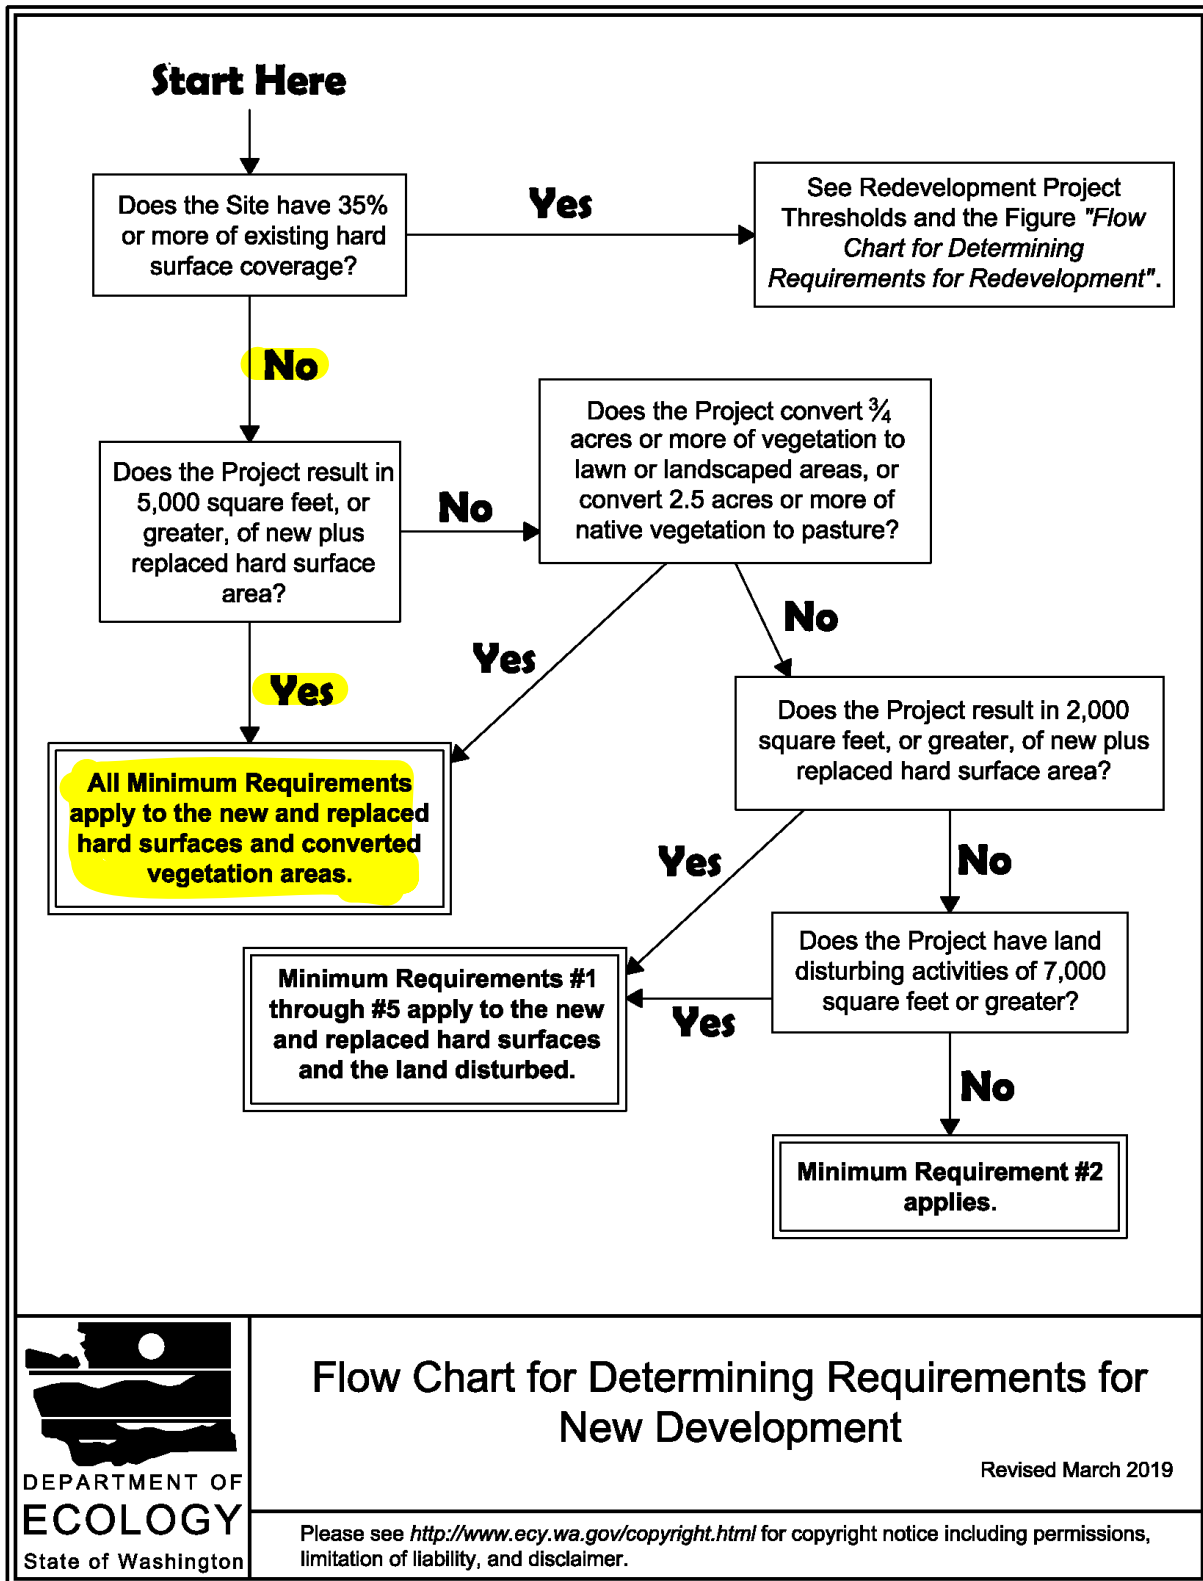 Start Here
Does the Site have 35%
or more of existing hard
surface coverage?
Yes
See Redevelopment Project
Thresholds and the Figure "Flow
Chart for Determining
Requirements for Redevelopment".
No
Does the Project result in
5,000 square feet, or
greater, of new plus
replaced hard surface
area?
No
Does the Project convert ¾
acres or more of vegetation to
lawn or landscaped areas, or
convert 2.5 acres or more of
native vegetation to pasture?
Yes
Yes
No
All Minimum Requirements
apply to the new and replaced
hard surfaces and converted
vegetation areas.
Does the Project result in 2,000
square feet, or greater, of new plus
replaced hard surface area?
Yes
No
Minimum Requirements #1
through #5 apply to the new
and replaced hard surfaces
and the land disturbed.
Yes
Does the Project have land
disturbing activities of 7,000
square feet or greater?
No
Minimum Requirement #2
applies.
DEPARTMENT OF
ECOLOGY
State of Washington
Flow Chart for Determining Requirements for
New Development
Revised March 2019
Please see http://www.ecy.wa.gov/copyright.html for copyright notice including permissions,
limitation of liability, and disclaimer.